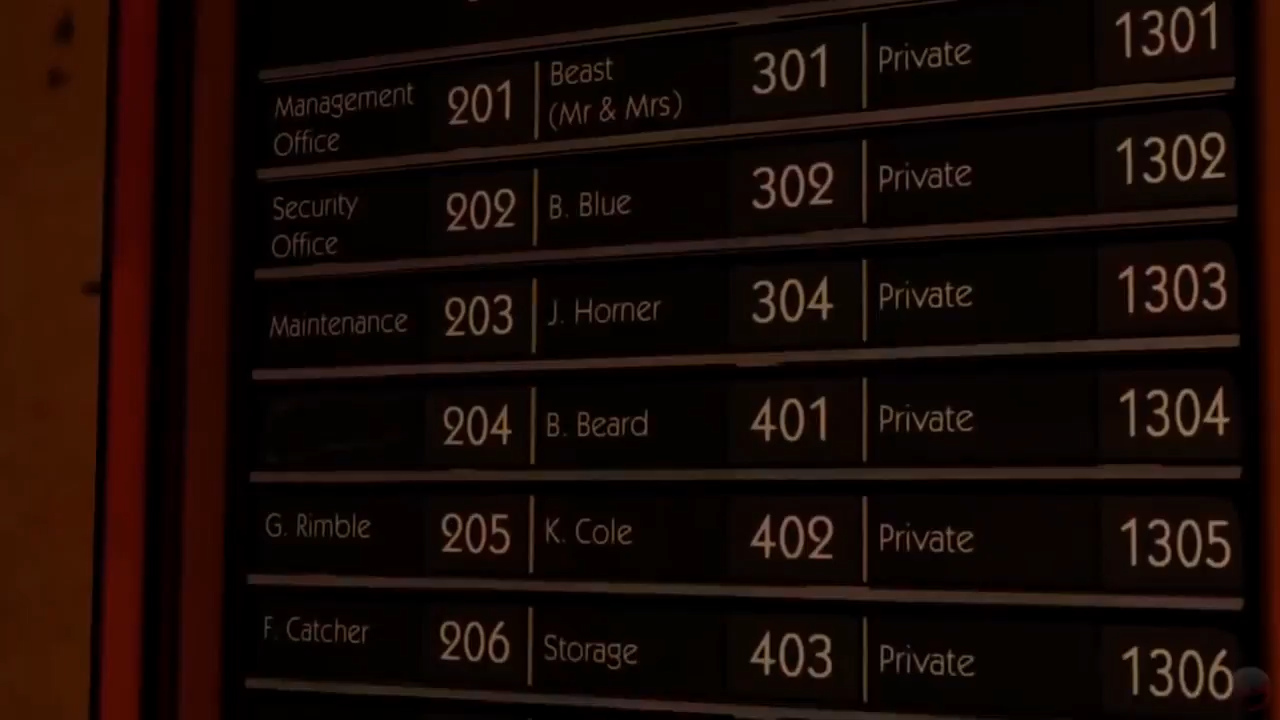 Management Office 201 Beast (Mr & Mrs) 301 Private 1301
Security Office 202 B. Blue 302 Private 1302
Maintenance 203 J. Horner 304 Private 1303
204 B. Beard 401 Private 1304
G. Rimble 205 K. Cole 402 Private 1305
F. Catcher 206 Storage 403 Private 1306